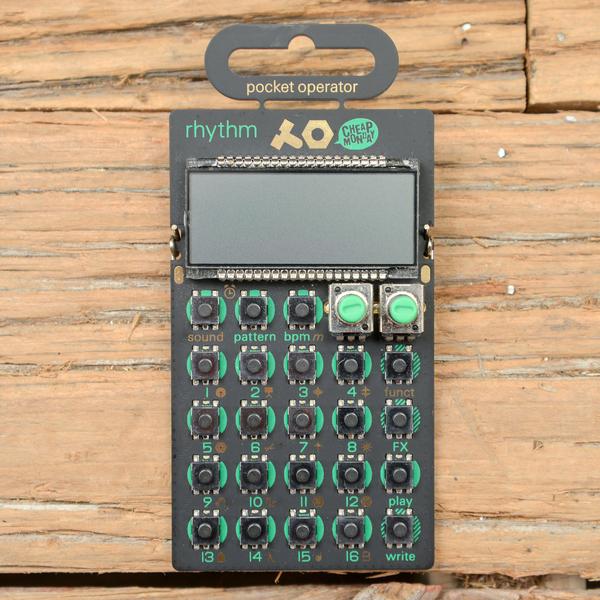 pocket operator
rhythm
CHEAP MONDAY
sound pattern bpm m
1 2 3 4 funct
5 6 7 8 FX
9 10 11 12 play
13 14 15 16 write